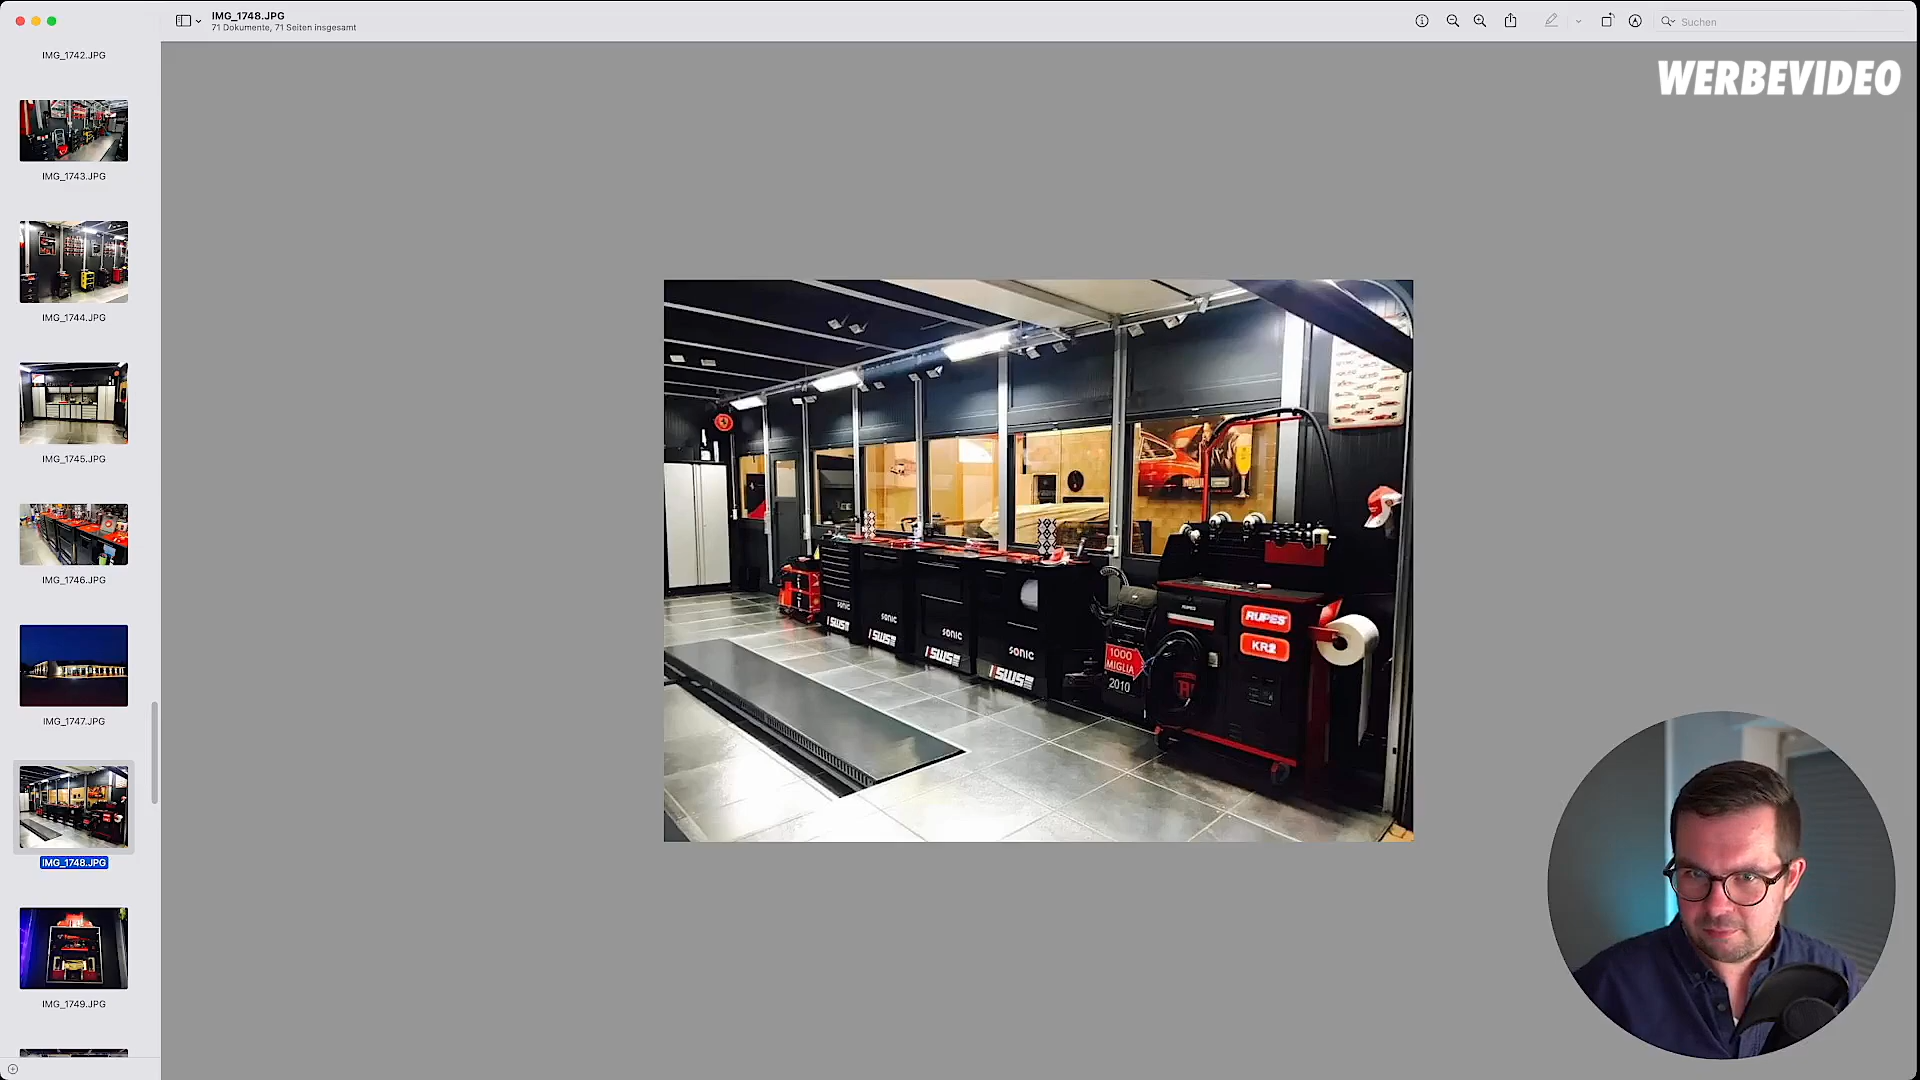 IMG_1748.JPG
71 Dokumente, 71 Seiten insgesamt
Suchen
WERBEVIDEO
IMG_1742.JPG
IMG_1743.JPG
IMG_1744.JPG
IMG_1745.JPG
IMG_1746.JPG
IMG_1747.JPG
IMG_1748.JPG
IMG_1749.JPG
sonic
SWS
sonic
SWS
sonic
SWS
sonic
SWS
RUPES
RUPES
KR2
1000
MIGLIA
2010